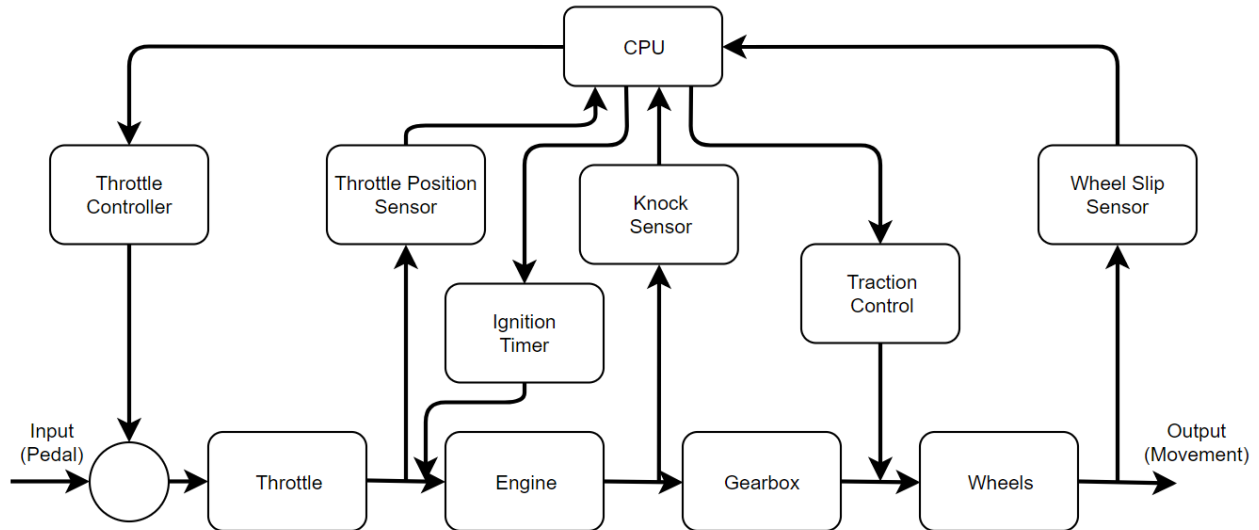 CPU
Throttle
Controller
Throttle Position
Sensor
Knock
Sensor
Wheel Slip
Sensor
Ignition
Timer
Traction
Control
Input
(Pedal)
Throttle
Engine
Gearbox
Wheels
Output
(Movement)